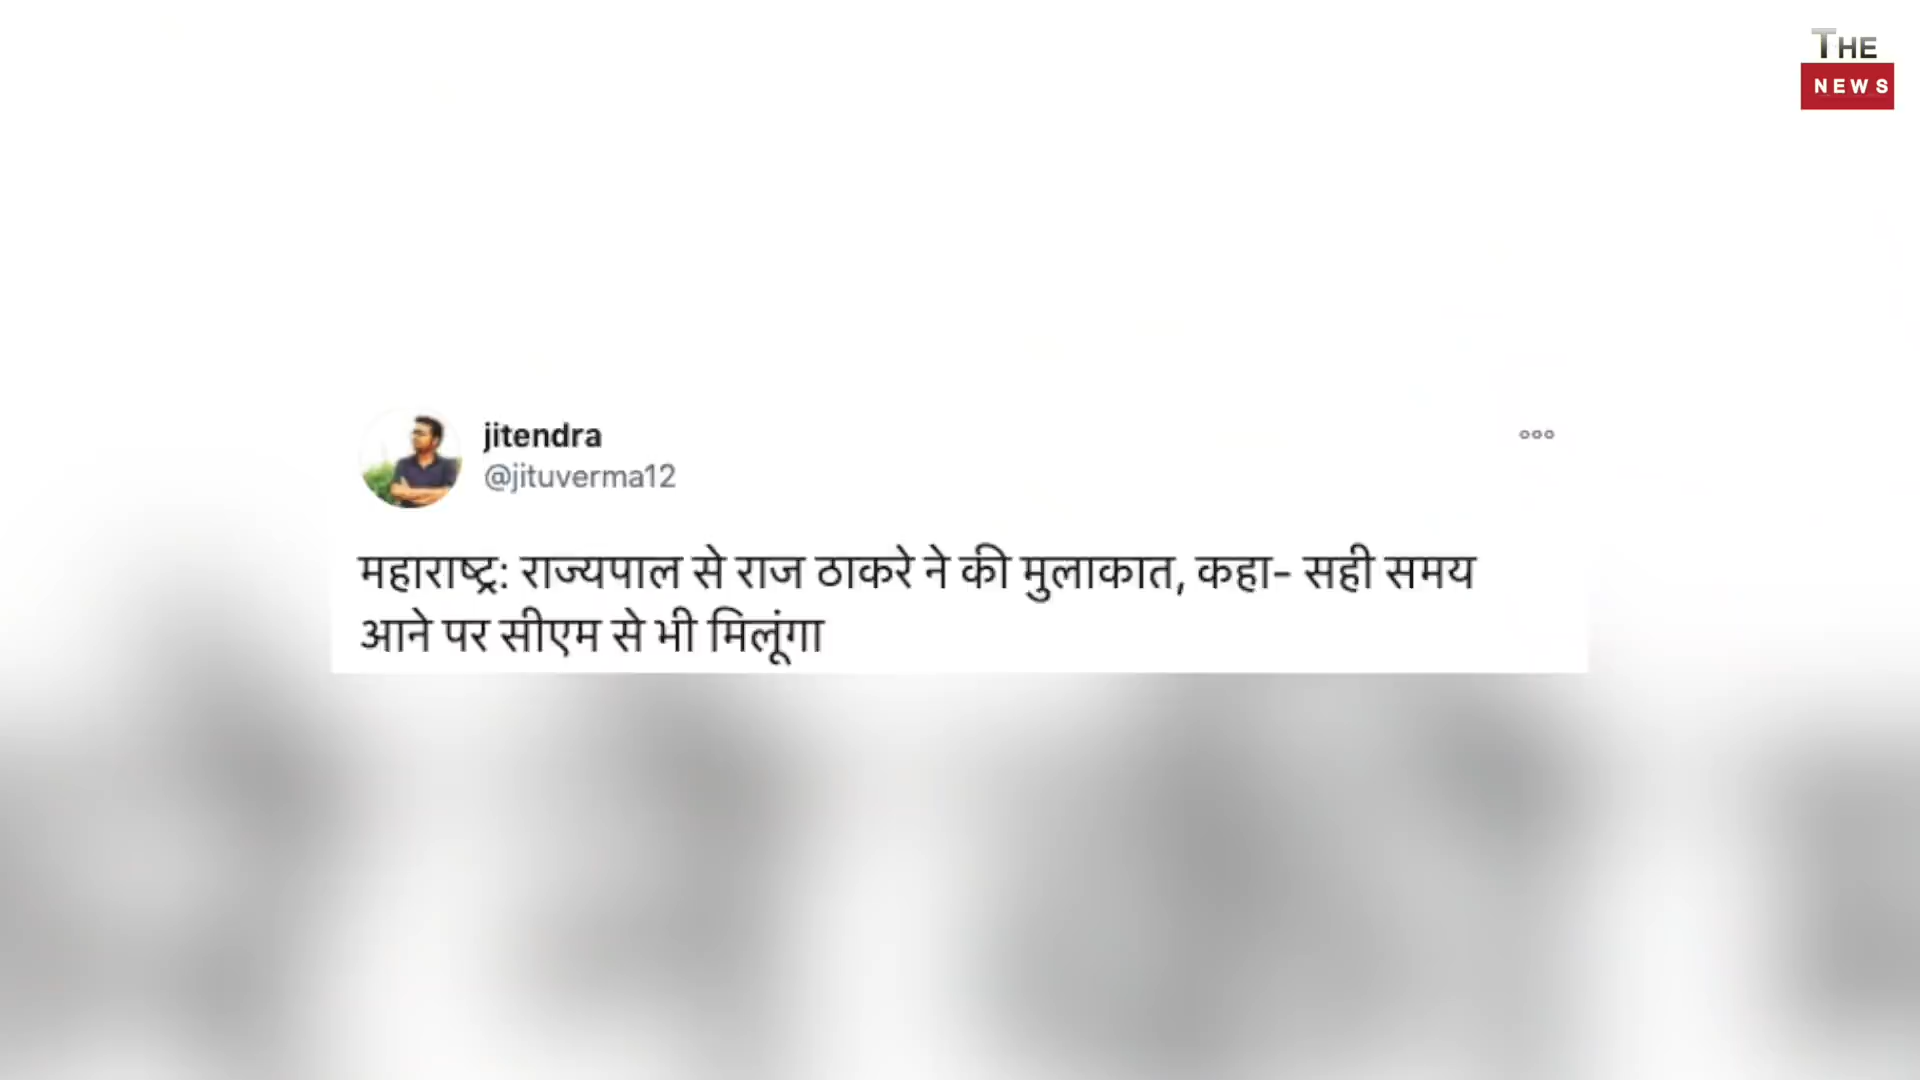 THE
NEWS
jitendra
@jituverma12
महाराष्ट्र: राज्यपाल से राज ठाकरे ने की मुलाकात, कहा- सही समय
आने पर सीएम से भी मिलूंगा